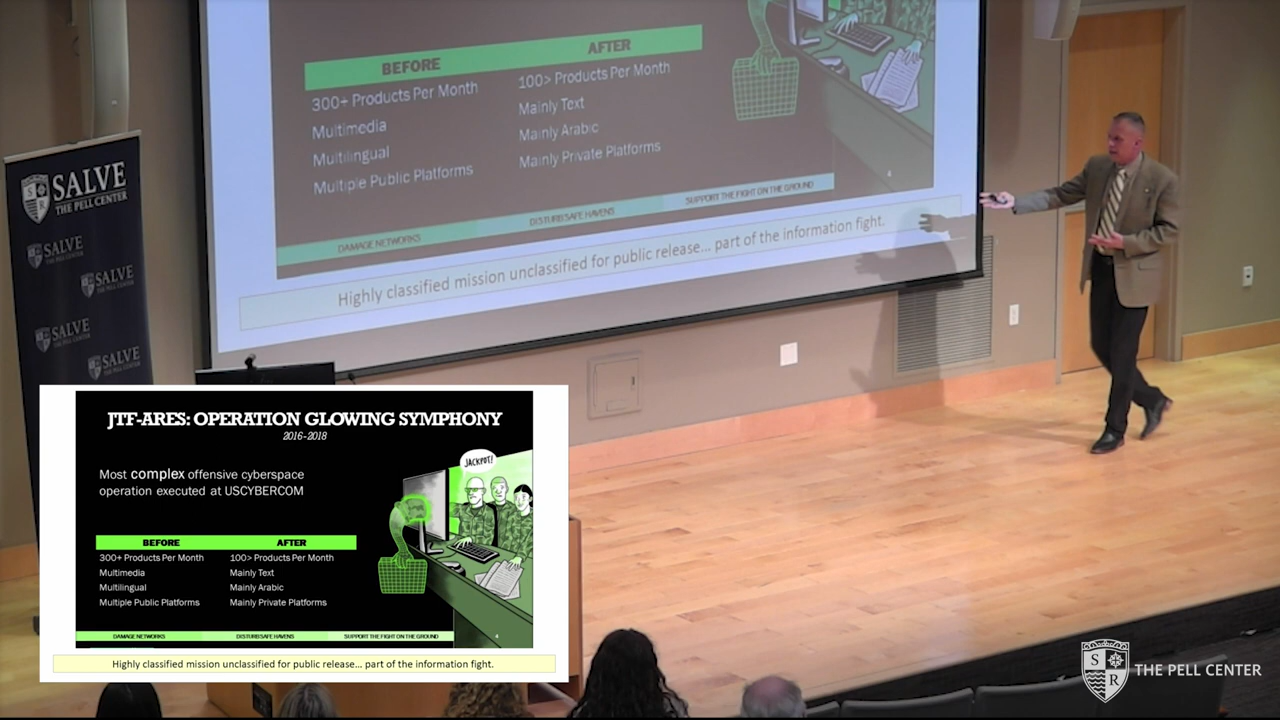 BEFORE AFTER
300+ Products Per Month 100> Products Per Month
Multimedia Mainly Text
Multilingual Mainly Arabic
Multiple Public Platforms Mainly Private Platforms
4
DAMAGE NETWORKS DISTURB SAFE HAVENS SUPPORT THE FIGHT ON THE GROUND
Highly classified mission unclassified for public release... part of the information fight.
S R SALVE
THE PELL CENTER
SALVE
THE PELL CENTER
SALVE
THE PELL CENTER
SALVE
THE PELL CENTER
SALVE
THE PELL CENTER
JTF-ARES: OPERATION GLOWING SYMPHONY
2016-2018
JACKPOT!
Most complex offensive cyberspace
operation executed at USCYBERCOM
BEFORE AFTER
300+ Products Per Month 100> Products Per Month
Multimedia Mainly Text
Multilingual Mainly Arabic
Multiple Public Platforms Mainly Private Platforms
DAMAGE NETWORKS DISTURB SAFE HAVENS SUPPORT THE FIGHT ON THE GROUND 4
Highly classified mission unclassified for public release... part of the information fight.
S R THE PELL CENTER